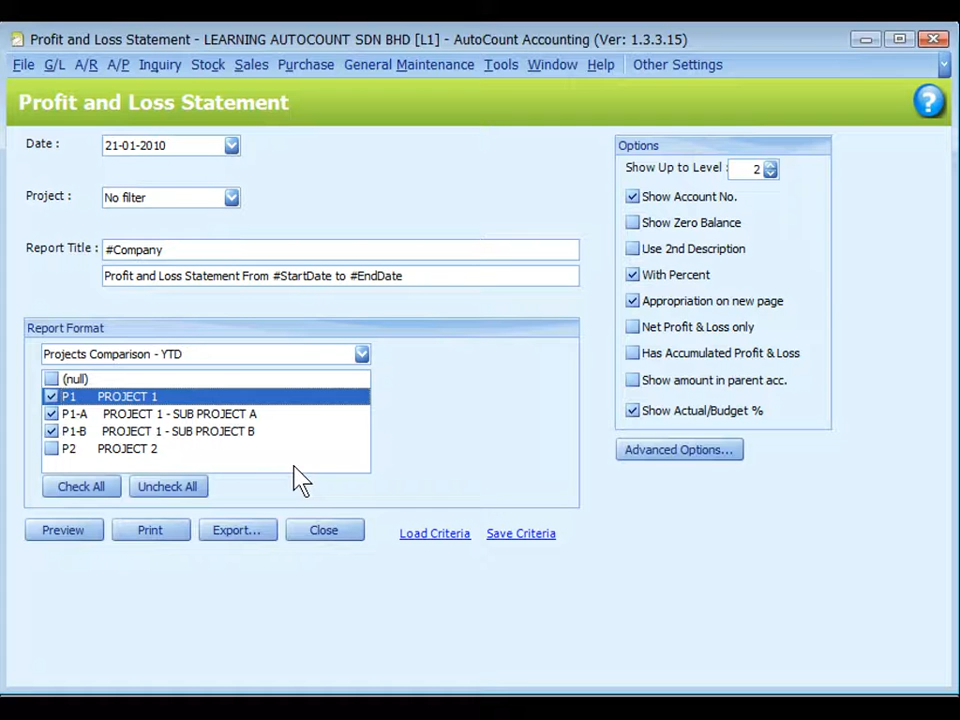 Profit and Loss Statement - LEARNING AUTOCOUNT SDN BHD [L1] - AutoCount Accounting (Ver: 1.3.3.15)
File G/L A/R A/P Inquiry Stock Sales Purchase General Maintenance Tools Window Help Other Settings
Profit and Loss Statement
?
Date : 21-01-2010
Project : No filter
Report Title : #Company
Profit and Loss Statement From #StartDate to #EndDate
Report Format
Projects Comparison - YTD
(null)
P1 PROJECT 1
P1-A PROJECT 1 - SUB PROJECT A
P1-B PROJECT 1 - SUB PROJECT B
P2 PROJECT 2
Check All Uncheck All
Preview Print Export... Close Load Criteria Save Criteria
Options
Show Up to Level : 2
Show Account No.
Show Zero Balance
Use 2nd Description
With Percent
Appropriation on new page
Net Profit & Loss only
Has Accumulated Profit & Loss
Show amount in parent acc.
Show Actual/Budget %
Advanced Options...